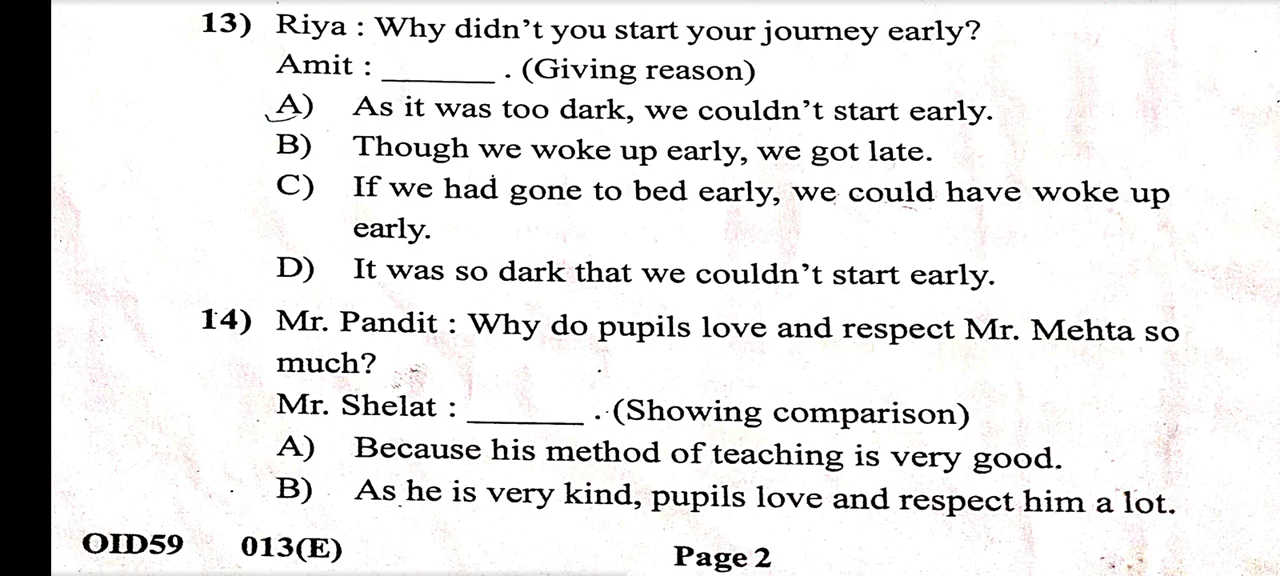 13) Riya : Why didn't you start your journey early?
Amit : ________ . (Giving reason)
A) As it was too dark, we couldn't start early.
B) Though we woke up early, we got late.
C) If we had gone to bed early, we could have woke up
early.
D) It was so dark that we couldn't start early.
14) Mr. Pandit : Why do pupils love and respect Mr. Mehta so
much?
Mr. Shelat : ________ . (Showing comparison)
A) Because his method of teaching is very good.
B) As he is very kind, pupils love and respect him a lot.
OID59 013(E) Page 2